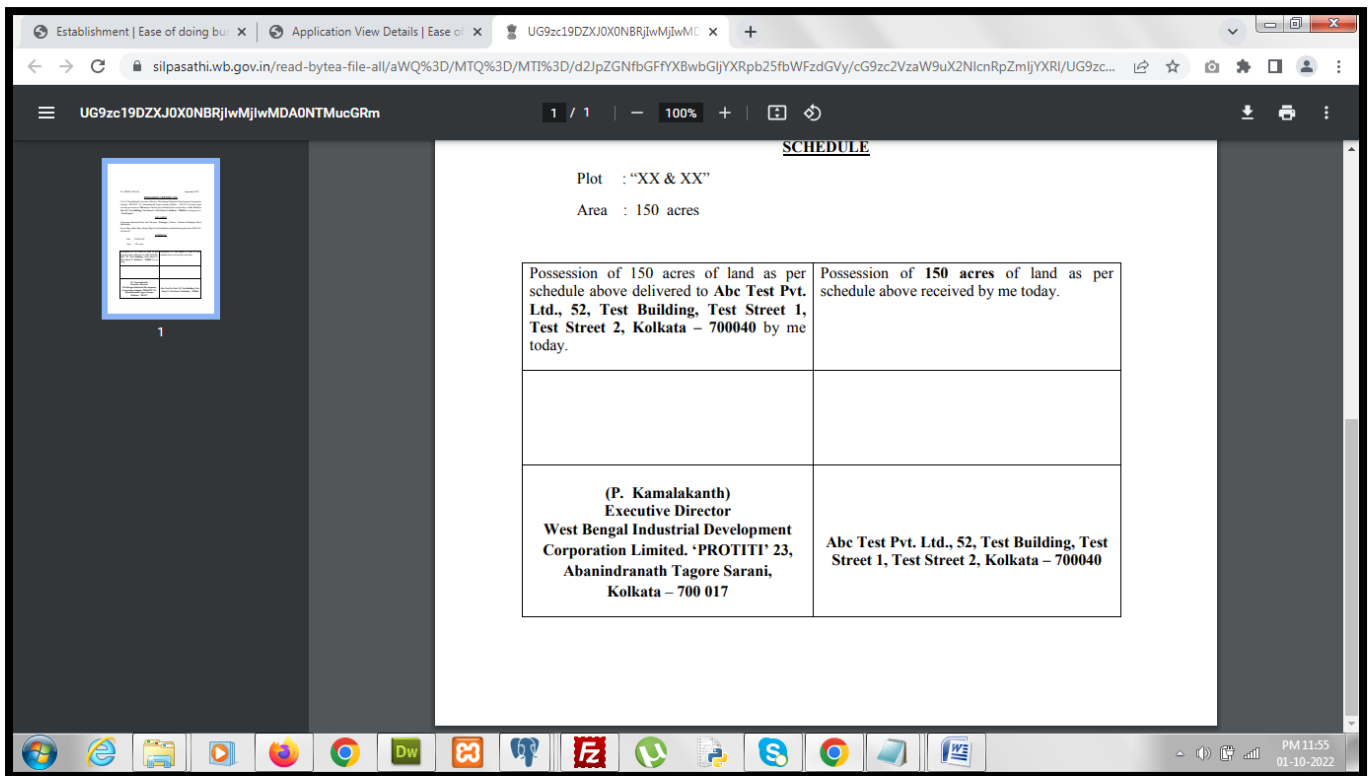 Establishment | Ease of doing bu
Application View Details | Ease of
UG9zc19DZXJ0X0NBRjIwMjIwMD
silpasathi.wb.gov.in/read-bytea-file-all/aWQ%3D/MTQ%3D/MTI%3D/d2JpZGNfbGFfYXBwbGljYXRpb25fbWFzdGVy/cG9zc2VzaW9uX2NlcnRpZmljYXRl/UG9zc...
UG9zc19DZXJ0X0NBRjIwMjIwMDA0NTMucGRm
1 / 1
100%
SCHEDULE
Plot : “XX & XX”
Area : 150 acres
Possession of 150 acres of land as per
schedule above delivered to Abc Test Pvt.
Ltd., 52, Test Building, Test Street 1,
Test Street 2, Kolkata – 700040 by me
today.
Possession of 150 acres of land as per
schedule above received by me today.
(P. Kamalakanth)
Executive Director
West Bengal Industrial Development
Corporation Limited. ‘PROTITI’ 23,
Abanindranath Tagore Sarani,
Kolkata – 700 017
Abc Test Pvt. Ltd., 52, Test Building, Test
Street 1, Test Street 2, Kolkata – 700040
1
Dw
PM 11:55
01-10-2022